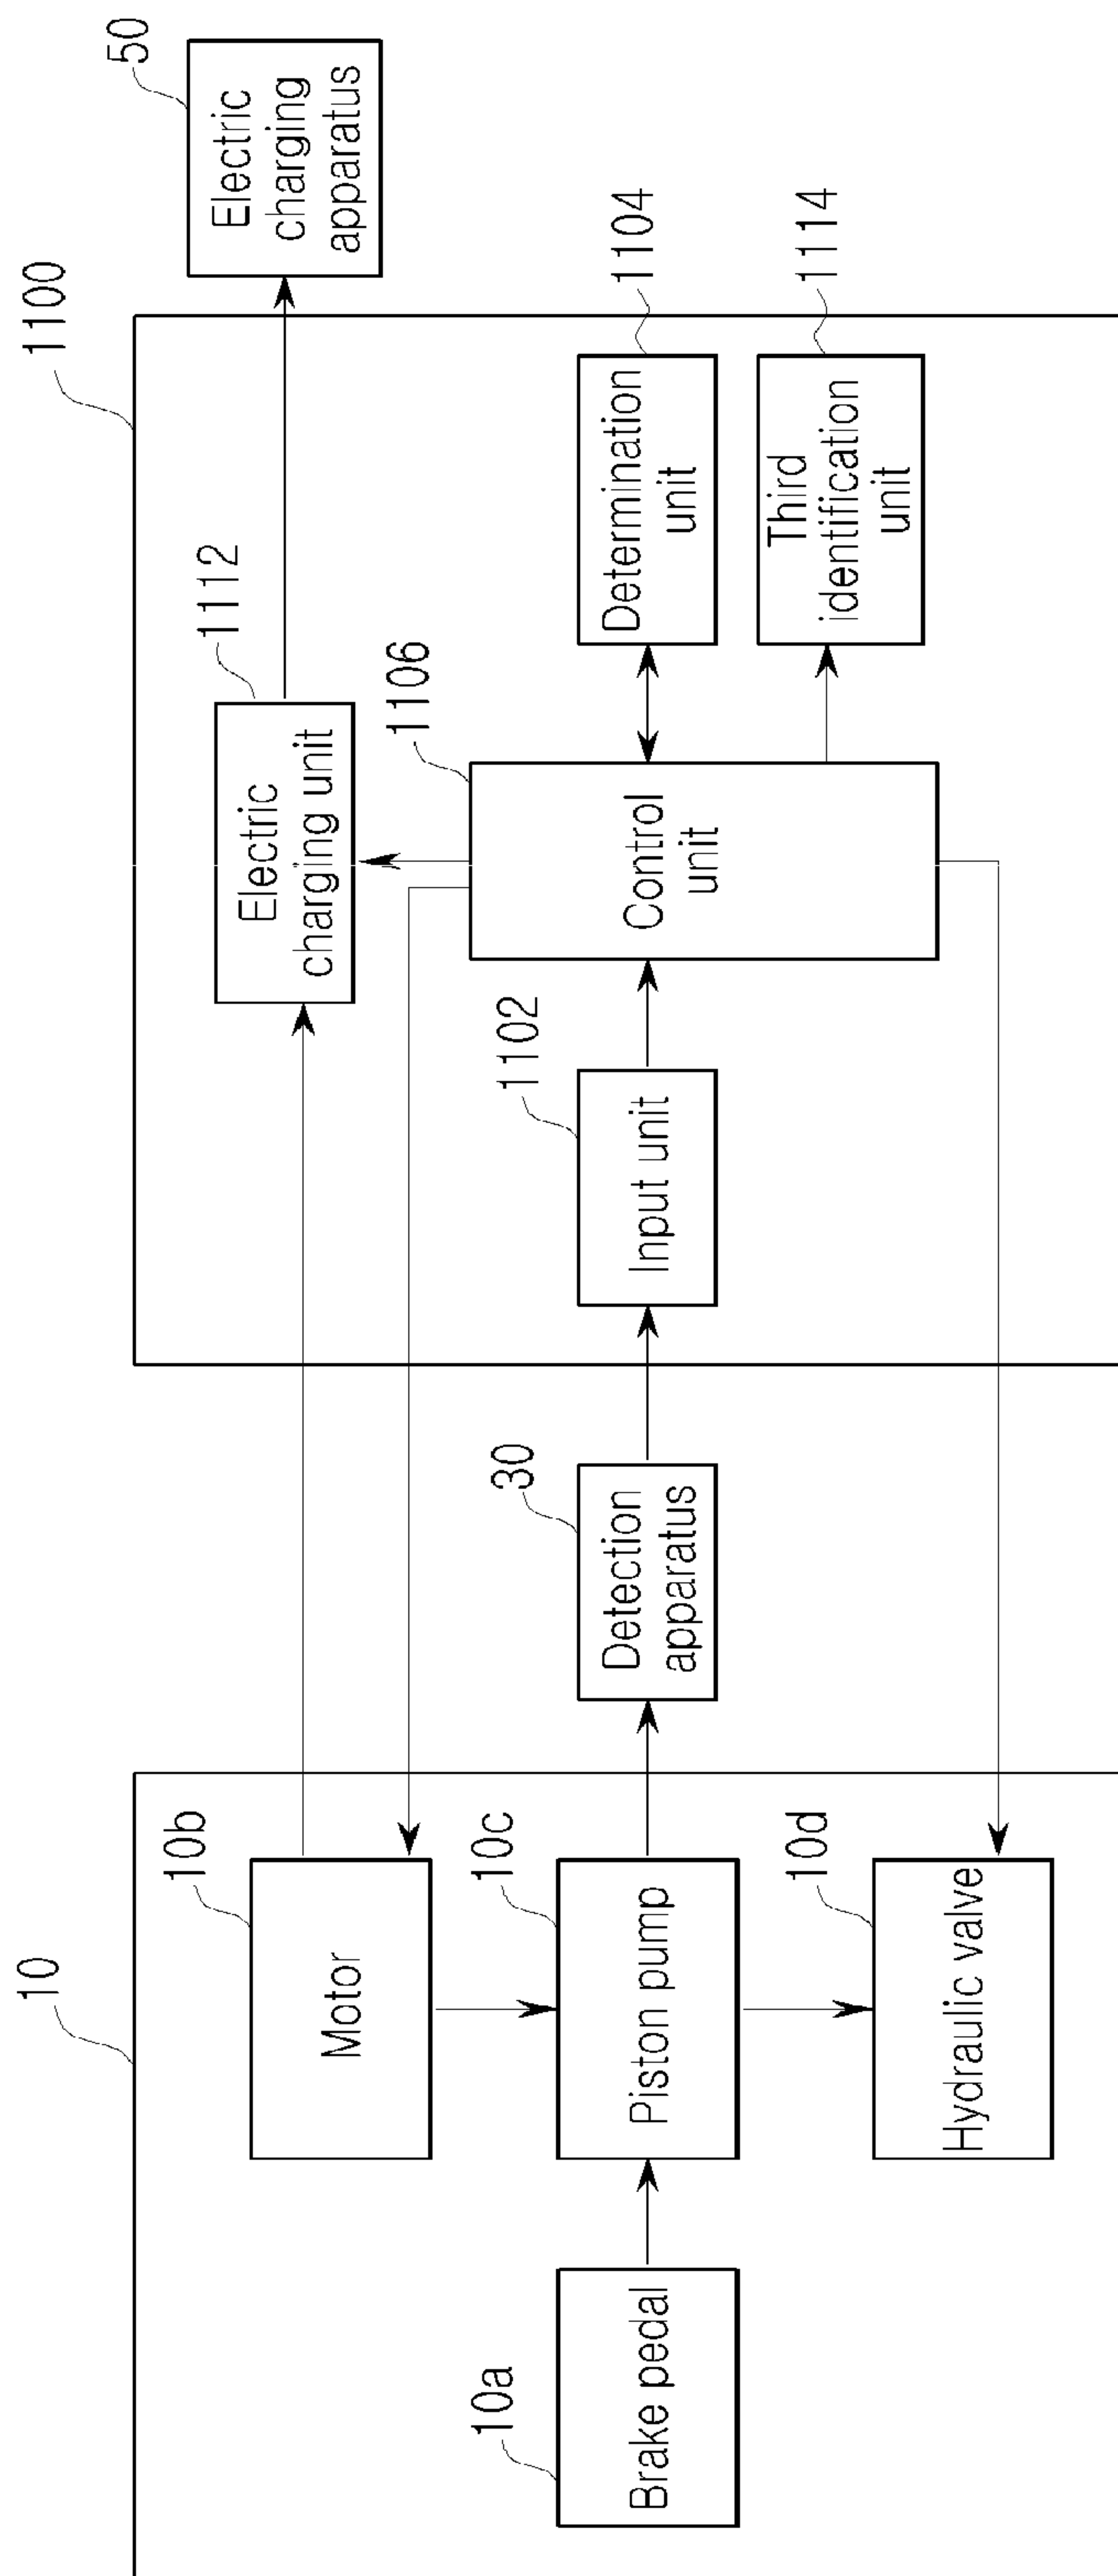 10
10b
Motor
10a
Brake pedal
10c
Piston pump
10d
Hydraulic valve
30
Detection
apparatus
1100
1112
Electric
charging unit
1102
Input unit
1106
Control
unit
Determination
unit
1104
Third
identification
unit
1114
50
Electric
charging
apparatus